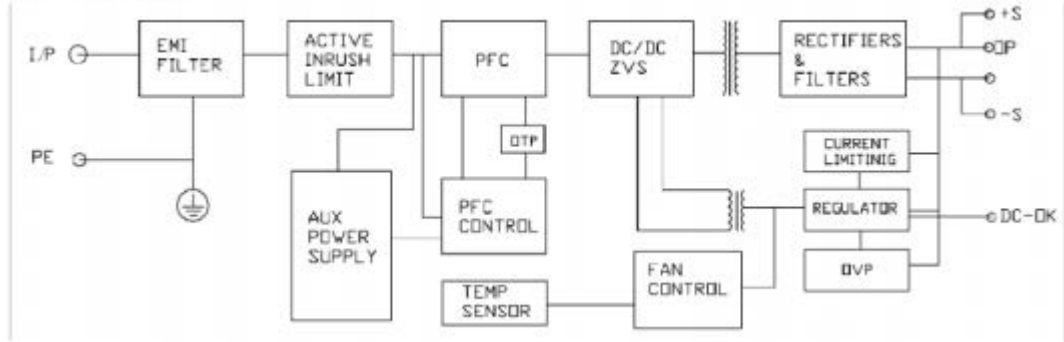 I/P
EMI
FILTER
ACTIVE
INRUSH
LIMIT
PFC
DC/DC
ZVS
RECTIFIERS
&
FILTERS
+S
OP
-S
PE
OTP
CURRENT
LIMITINIG
AUX
POWER
SUPPLY
PFC
CONTROL
REGULATOR
DC-OK
TEMP
SENSOR
FAN
CONTROL
OVP